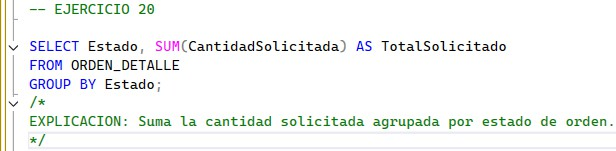 -- EJERCICIO 20
SELECT Estado, SUM(CantidadSolicitada) AS TotalSolicitado
FROM ORDEN_DETALLE
GROUP BY Estado;
/*
EXPLICACION: Suma la cantidad solicitada agrupada por estado de orden.
*/